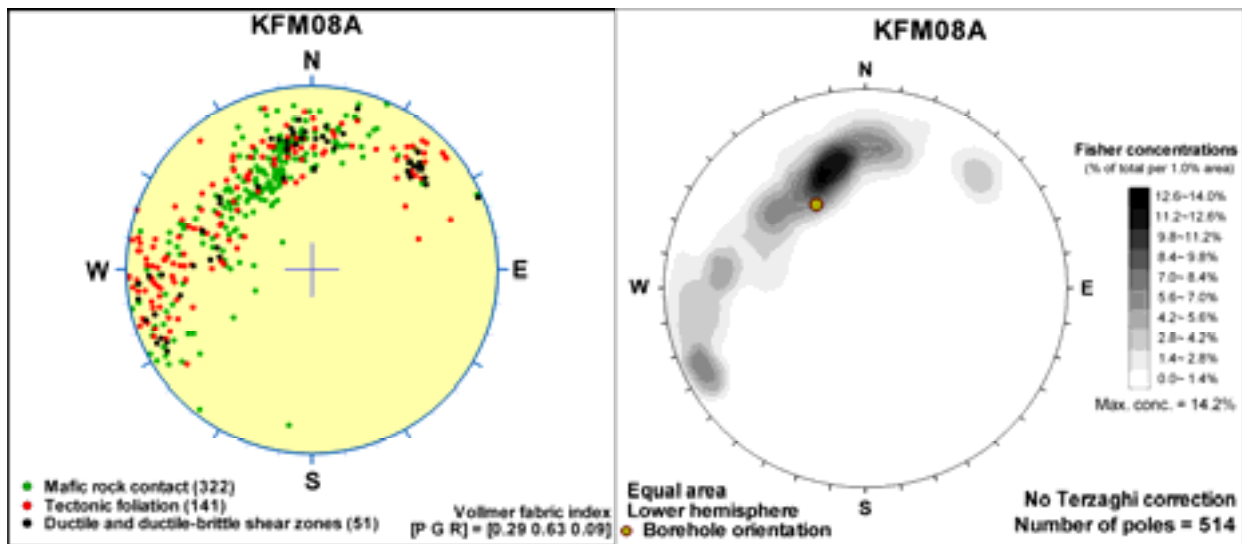 KFM08A
N
W
E
S
Mafic rock contact (322)
Tectonic foliation (141)
Ductile and ductile-brittle shear zones (51)
Vollmer fabric index
[P G R] = [0.29 0.63 0.09]
KFM08A
N
W
E
S
Fisher concentrations
(% of total per 1.0% area)
12.6~14.0%
11.2~12.6%
9.8~11.2%
8.4~9.8%
7.0~8.4%
5.6~7.0%
4.2~5.6%
2.8~4.2%
1.4~2.8%
0.0~1.4%
Max. conc. = 14.2%
Equal area
Lower hemisphere
Borehole orientation
No Terzaghi correction
Number of poles = 514